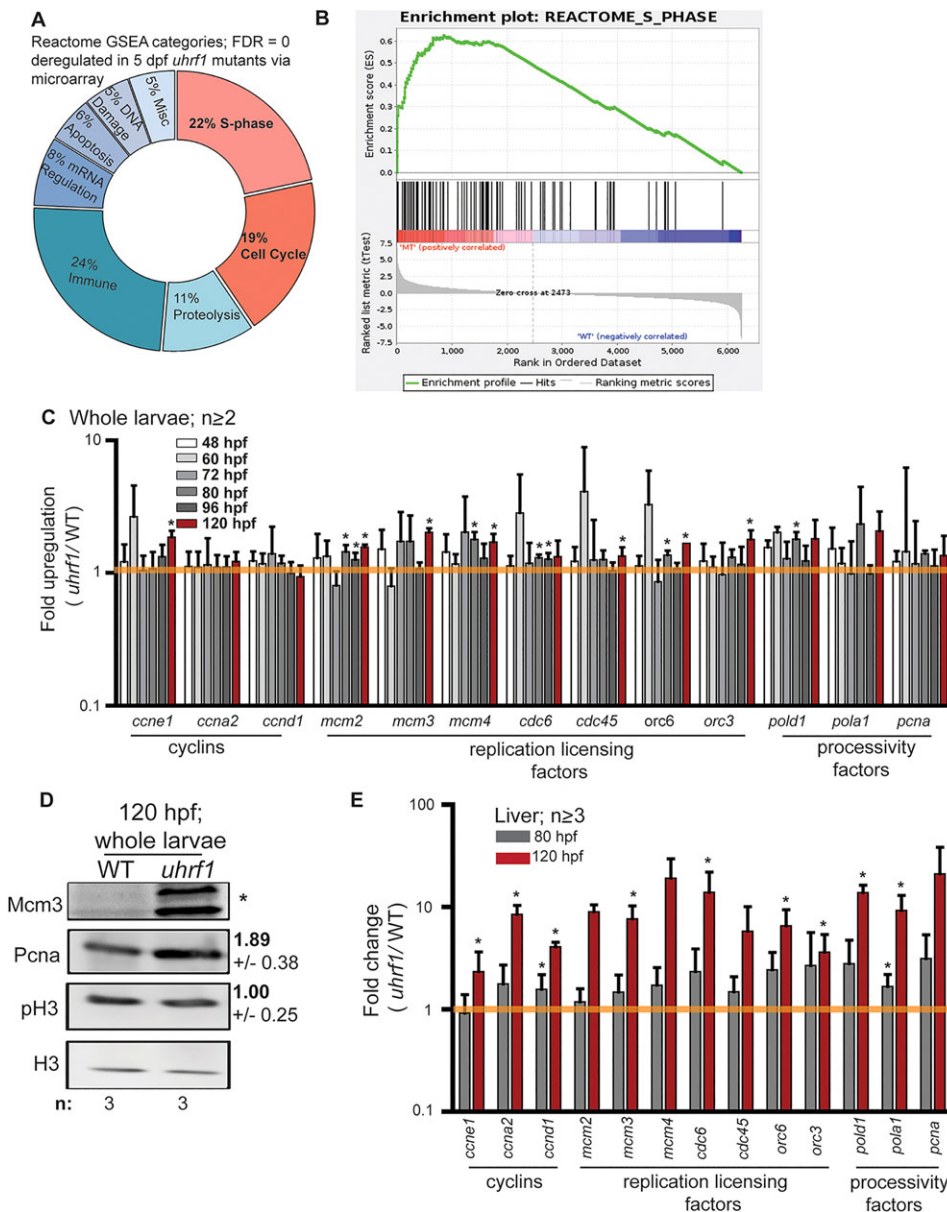 A
Reactome GSEA categories; FDR = 0
deregulated in 5 dpf uhrf1 mutants via
microarray
5% Misc
5% DNA
Damage
6%
Apoptosis
8% mRNA
Regulation
22% S-phase
19%
Cell Cycle
24%
Immune
11%
Proteolysis
B
Enrichment plot: REACTOME_S_PHASE
Enrichment score (ES)
0.6
0.5
0.4
0.3
0.2
0.1
0.0
'MT' (positively correlated)
Ranked list metric (tTest)
7.5
5.0
2.5
0.0
-2.5
-5.0
-7.5
Zero cross at 2473
'WT' (negatively correlated)
0
1,000
2,000
3,000
4,000
5,000
6,000
Rank in Ordered Dataset
Enrichment profile
Hits
Ranking metric scores
C
Whole larvae; n≥2
Fold upregulation
( uhrf1/ WT)
10
1
0.1
48 hpf
60 hpf
72 hpf
80 hpf
96 hpf
120 hpf
* * * * * * * * * * * * * * *
ccne1
ccna2
ccnd1
mcm2
mcm3
mcm4
cdc6
cdc45
orc6
orc3
pold1
pola1
pcna
cyclins
replication licensing
factors
processivity
factors
D
120 hpf;
whole larvae
WT
uhrf1
Mcm3
*
Pcna
1.89
+/- 0.38
pH3
1.00
+/- 0.25
H3
n:
3
3
E
Liver; n≥3
80 hpf
120 hpf
Fold change
( uhrf1/ WT)
100
10
1
0.1
* * * * * * * * * * *
ccne1
ccna2
ccnd1
mcm2
mcm3
mcm4
cdc6
cdc45
orc6
orc3
pold1
pola1
pcna
cyclins
replication licensing
factors
processivity
factors